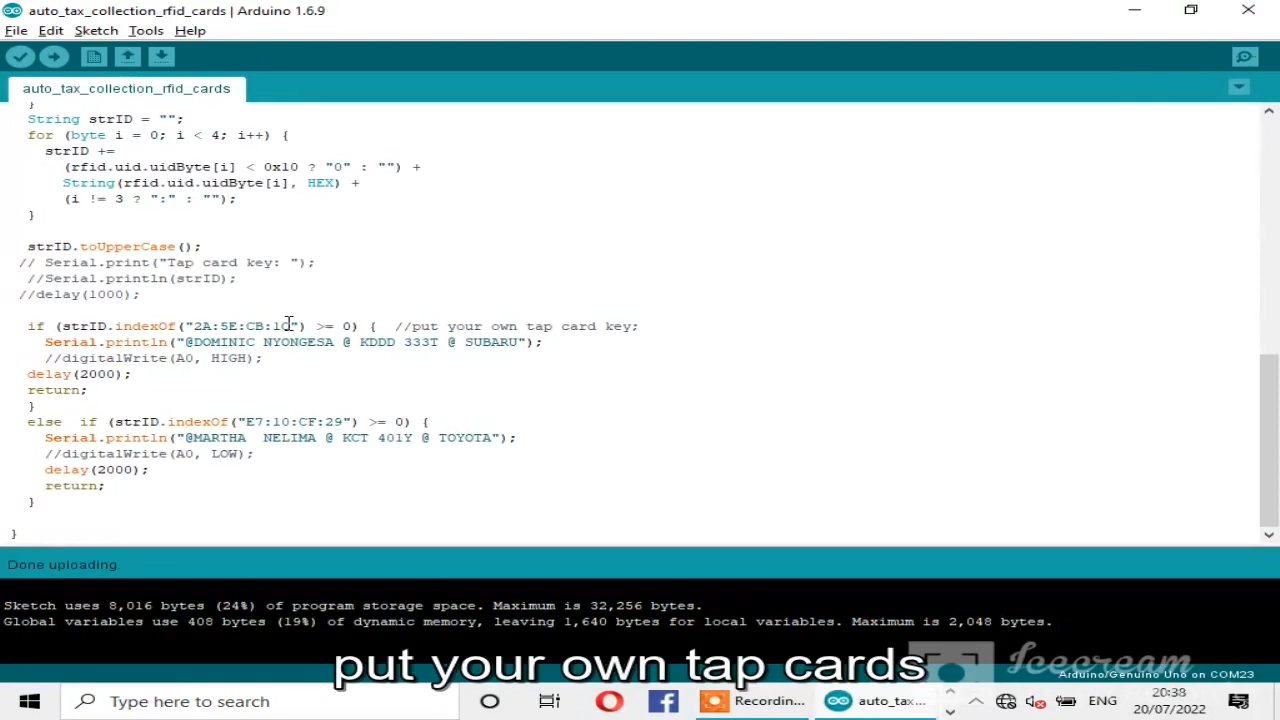 auto_tax_collection_rfid_cards | Arduino 1.6.9
File Edit Sketch Tools Help
auto_tax_collection_rfid_cards
}
String strID = "";
for (byte i = 0; i < 4; i++) {
strID +=
(rfid.uid.uidByte[i] < 0x10 ? "0" : "") +
String(rfid.uid.uidByte[i], HEX) +
(i != 3 ? ":" : "");
}
strID.toUpperCase();
// Serial.print("Tap card key: ");
//Serial.println(strID);
//delay(1000);
if (strID.indexOf("2A:5E:CB:1C") >= 0) { //put your own tap card key;
Serial.println("@DOMINIC NYONGESA @ KDDD 333T @ SUBARU");
//digitalWrite(A0, HIGH);
delay(2000);
return;
}
else if (strID.indexOf("E7:10:CF:29") >= 0) {
Serial.println("@MARTHA NELIMA @ KCT 401Y @ TOYOTA");
//digitalWrite(A0, LOW);
delay(2000);
return;
}
}
Done uploading.
Sketch uses 8,016 bytes (24%) of program storage space. Maximum is 32,256 bytes.
Global variables use 408 bytes (19%) of dynamic memory, leaving 1,640 bytes for local variables. Maximum is 2,048 bytes.
put your own tap cards
Icecream
Arduino/Genuino Uno on COM23
Type here to search
Recordin...
auto_tax...
ENG
20:38
20/07/2022